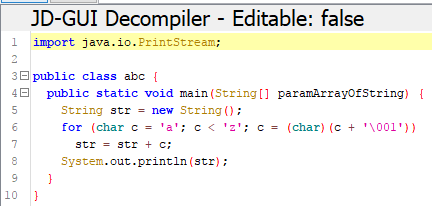 JD-GUI Decompiler - Editable: false
1 import java.io.PrintStream;
2
3 public class abc {
4 public static void main(String[] paramArrayOfString) {
5 String str = new String();
6 for (char c = 'a'; c < 'z'; c = (char)(c + '\001'))
7 str = str + c;
8 System.out.println(str);
9 }
10 }